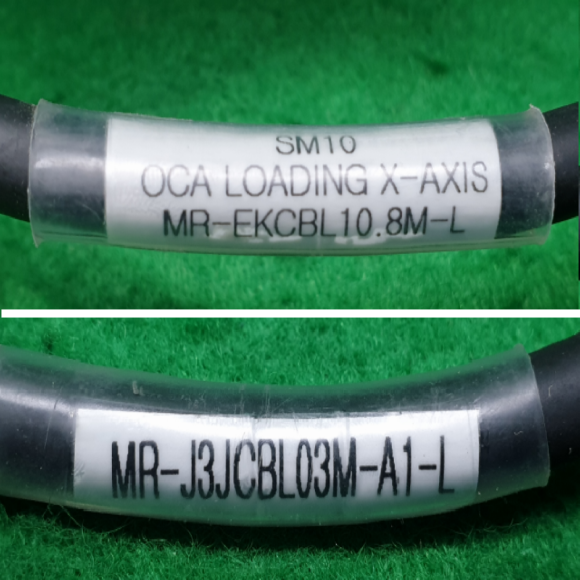 SM10
OCA LOADING X-AXIS
MR-EKCBL10.8M-L
MR-J3JCBL03M-A1-L